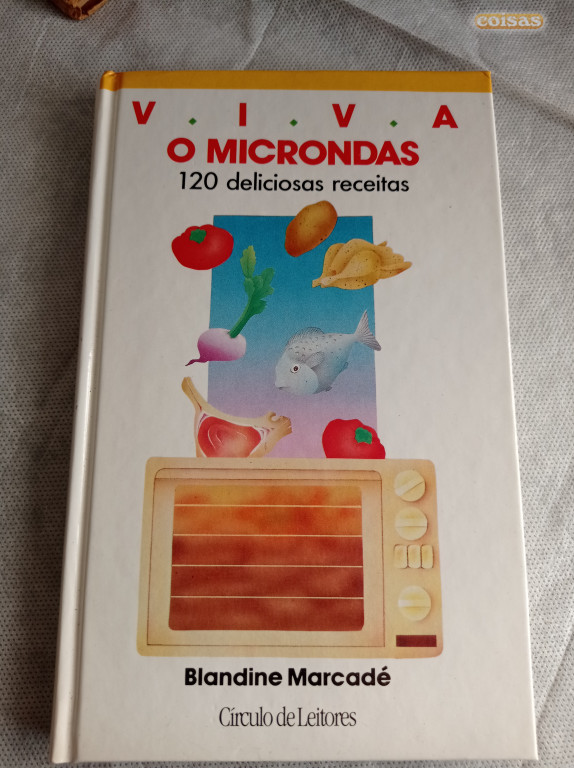 coisas
V.I.V.A
O MICRONDAS
120 deliciosas receitas
Blandine Marcadé
Círculo de Leitores